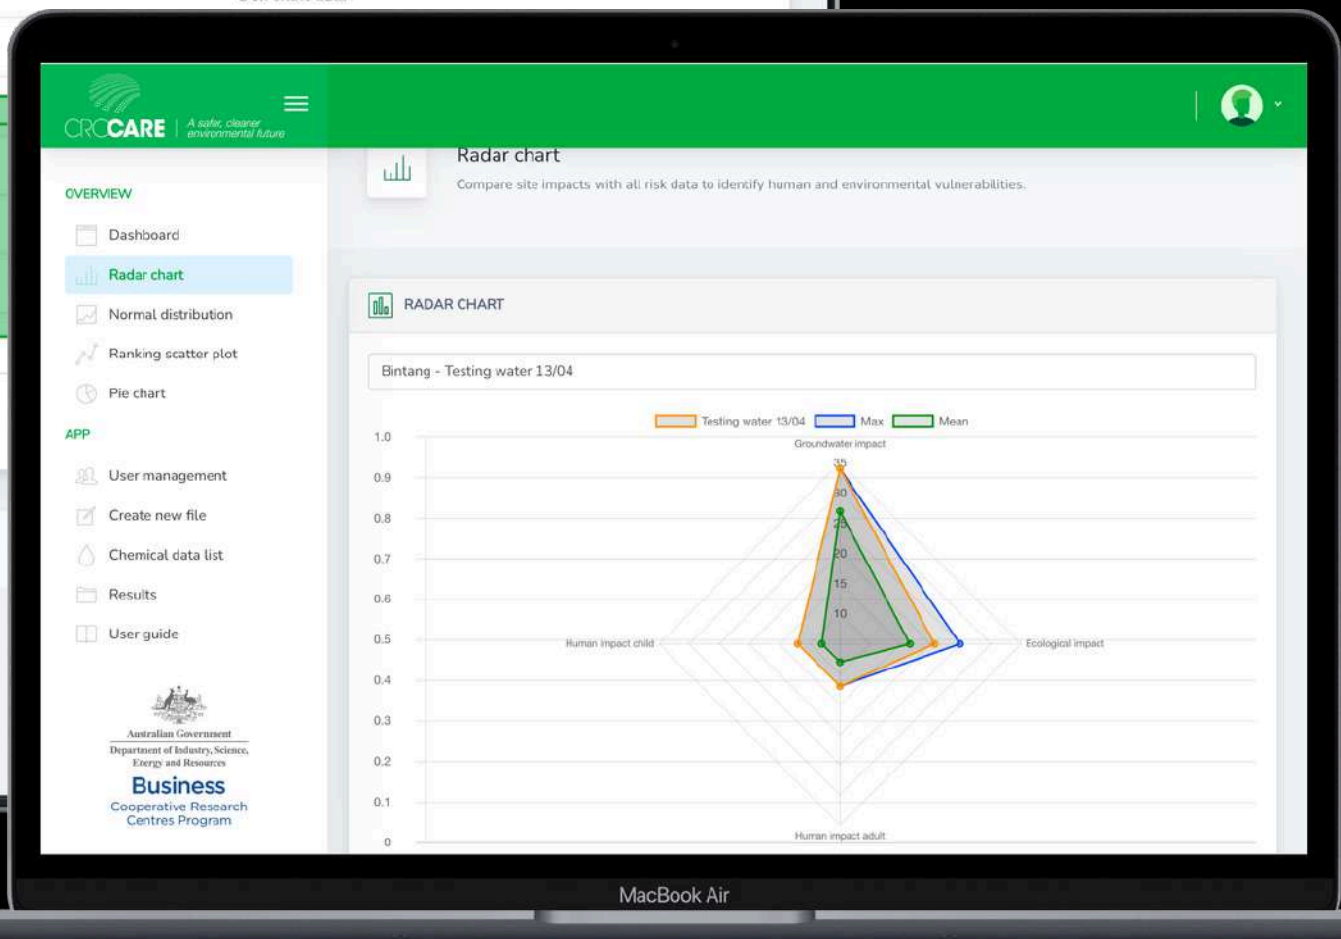 CRCCARE
A safer, cleaner
environmental future
Radar chart
Compare site impacts with all risk data to identify human and environmental vulnerabilities.
OVERVIEW
Dashboard
Radar chart
Normal distribution
Ranking scatter plot
Pie chart
APP
User management
Create new file
Chemical data list
Results
User guide
Australian Government
Department of Industry, Science,
Energy and Resources
Business
Cooperative Research
Centres Program
RADAR CHART
Bintang - Testing water 13/04
Testing water 13/04 Max Mean
Groundwater impact
1.0
0.9
0.8
0.7
0.6
0.5
0.4
0.3
0.2
0.1
0
35
30
25
20
15
10
Human impact child
Ecological impact
Human impact adult
MacBook Air